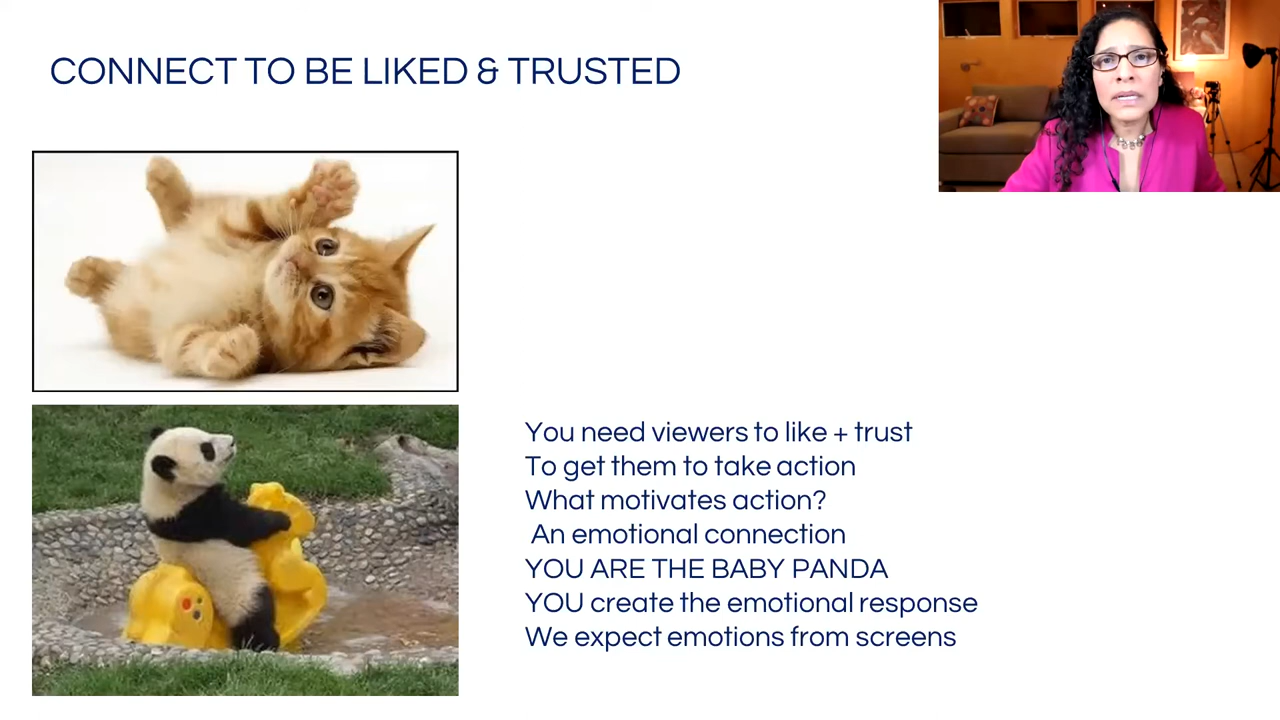 CONNECT TO BE LIKED & TRUSTED
You need viewers to like + trust
To get them to take action
What motivates action?
An emotional connection
YOU ARE THE BABY PANDA
YOU create the emotional response
We expect emotions from screens